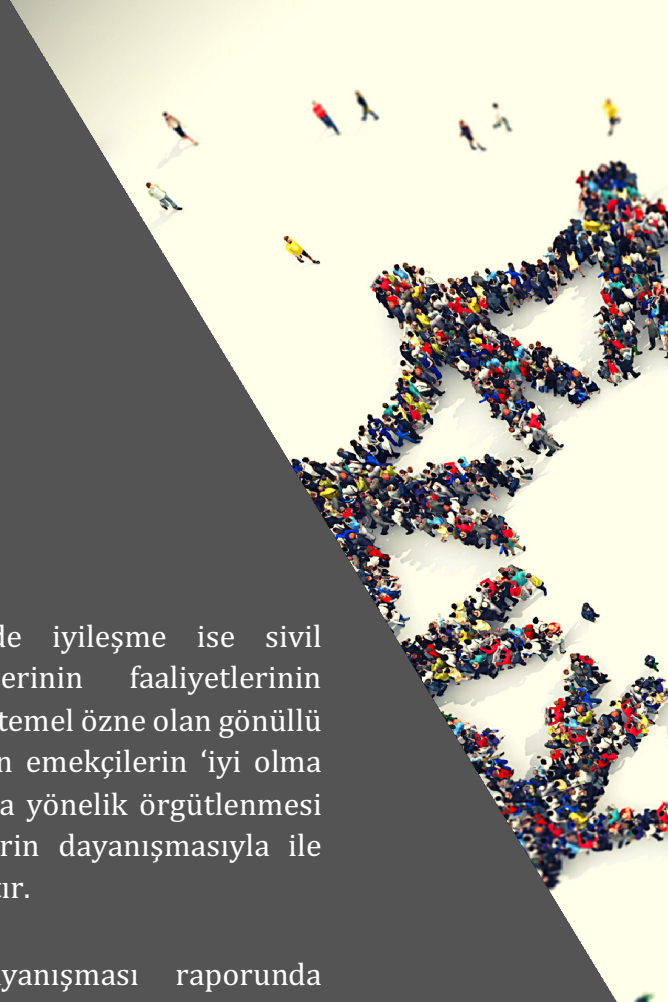 de iyileşme ise sivil
erinin faaliyetlerinin
temel özne olan gönüllü
n emekçilerin ‘iyi olma
a yönelik örgütlenmesi
rin dayanışmasıyla ile
ır.
yanışması raporunda